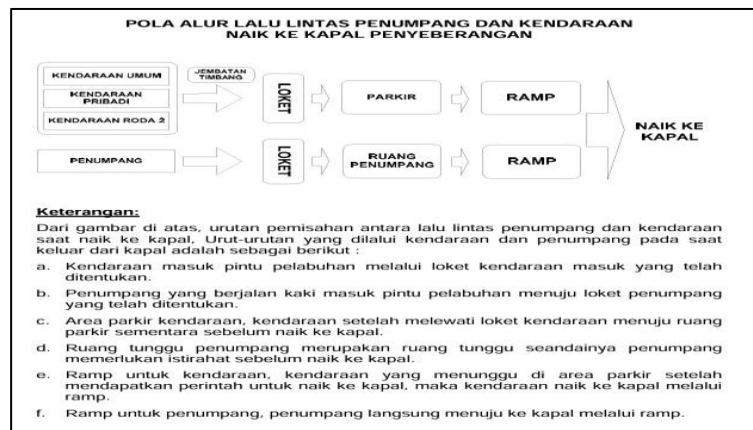 POLA ALUR LALU LINTAS PENUMPANG DAN KENDARAAN
NAIK KE KAPAL PENYEBERANGAN
KENDARAAN UMUM
KENDARAAN
PRIBADI
KENDARAAN RODA 2
JEMBATAN
TIMBANG
LOKET
PARKIR
RAMP
NAIK KE
KAPAL
PENUMPANG
LOKET
RUANG
PENUMPANG
RAMP
Keterangan:
Dari gambar di atas, urutan pemisahan antara lalu lintas penumpang dan kendaraan
saat naik ke kapal, Urut-urutan yang dilalui kendaraan dan penumpang pada saat
keluar dari kapal adalah sebagai berikut :
a. Kendaraan masuk pintu pelabuhan melalui loket kendaraan masuk yang telah
ditentukan.
b. Penumpang yang berjalan kaki masuk pintu pelabuhan menuju loket penumpang
yang telah ditentukan.
c. Area parkir kendaraan, kendaraan setelah melewati loket kendaraan menuju ruang
parkir sementara sebelum naik ke kapal.
d. Ruang tunggu penumpang merupakan ruang tunggu seandainya penumpang
memerlukan istirahat sebelum naik ke kapal.
e. Ramp untuk kendaraan, kendaraan yang menunggu di area parkir setelah
mendapatkan perintah untuk naik ke kapal, maka kendaraan naik ke kapal melalui
ramp.
f. Ramp untuk penumpang, penumpang langsung menuju ke kapal melalui ramp.